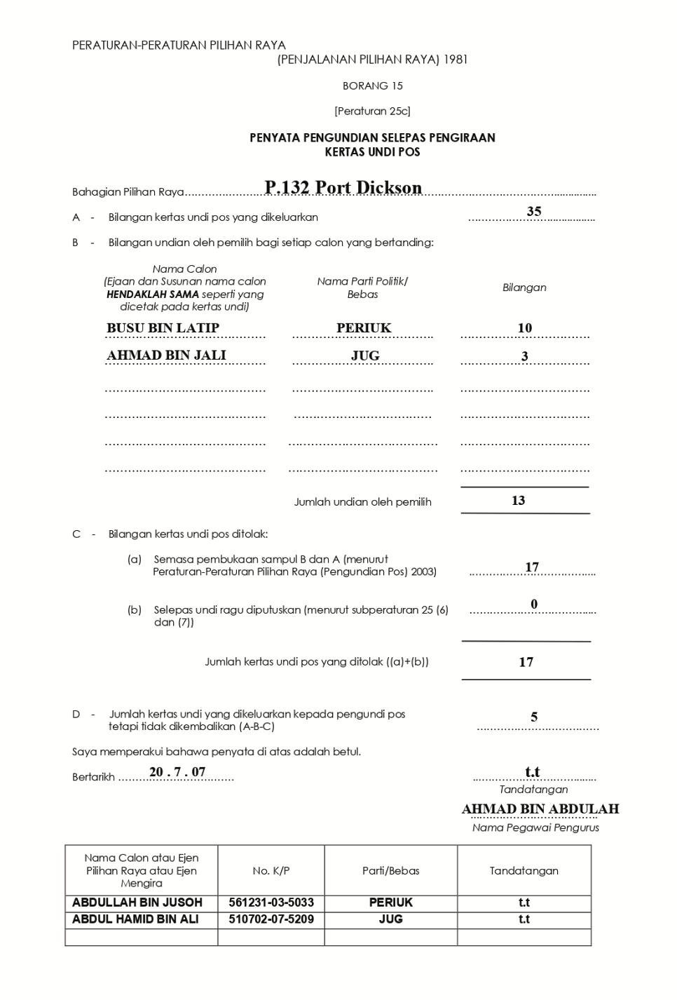 PERATURAN-PERATURAN PILIHAN RAYA
(PENJALANAN PILIHAN RAYA) 1981
BORANG 15
[Peraturan 25c]
PENYATA PENGUNDIAN SELEPAS PENGIRAAN
KERTAS UNDI POS
Bahagian Pilihan Raya P.132 Port Dickson
A - Bilangan kertas undi pos yang dikeluarkan 35
B - Bilangan undian oleh pemilih bagi setiap calon yang bertanding:
Nama Calon
(Ejaan dan Susunan nama calon
HENDAKLAH SAMA seperti yang
dicetak pada kertas undi)
Nama Parti Politik/
Bebas
Bilangan
BUSU BIN LATIP PERIUK 10
AHMAD BIN JALI JUG 3
Jumlah undian oleh pemilih 13
C - Bilangan kertas undi pos ditolak:
(a) Semasa pembukaan sampul B dan A (menurut
Peraturan-Peraturan Pilihan Raya (Pengundian Pos) 2003) 17
(b) Selepas undi ragu diputuskan (menurut subperaturan 25 (6) 0
dan (7))
Jumlah kertas undi pos yang ditolak ((a)+(b)) 17
D - Jumlah kertas undi yang dikeluarkan kepada pengundi pos
tetapi tidak dikembalikan (A-B-C) 5
Saya memperakui bahawa penyata di atas adalah betul.
Bertarikh 20 . 7 . 07 t.t
Tandatangan
AHMAD BIN ABDULAH
Nama Pegawai Pengurus
Nama Calon atau Ejen
Pilihan Raya atau Ejen
Mengira
No. K/P
Parti/Bebas
Tandatangan
ABDULLAH BIN JUSOH 561231-03-5033 PERIUK t.t
ABDUL HAMID BIN ALI 510702-07-5209 JUG t.t